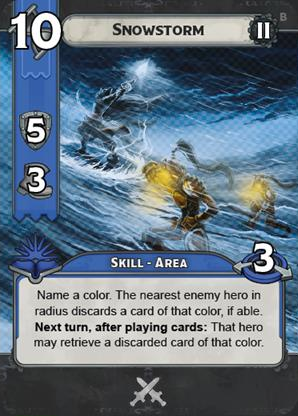 10
SNOWSTORM
II
B
5
3
SKILL - AREA
3
Name a color. The nearest enemy hero in
radius discards a card of that color, if able.
Next turn, after playing cards: That hero
may retrieve a discarded card of that color.